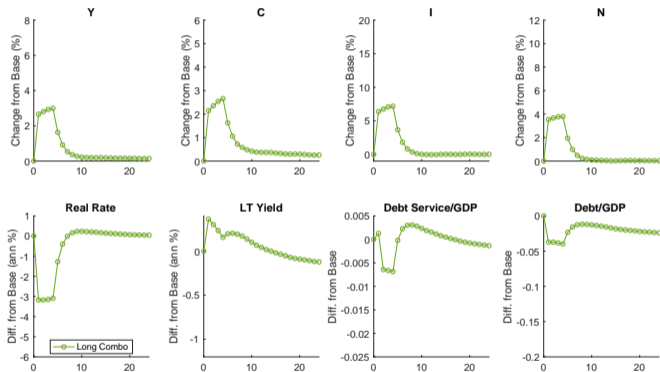 Y
C
I
N
Change from Base (%)
8
6
4
2
0
0 10 20
Change from Base (%)
6
5
4
3
2
1
0
0 10 20
Change from Base (%)
20
15
10
5
0
0 10 20
Change from Base (%)
12
10
8
6
4
2
0
0 10 20
Real Rate
LT Yield
Debt Service/GDP
Debt/GDP
Diff. from Base (ann %)
1
0
-1
-2
-3
-4
-5
-6
0 10 20
Long Combo
Diff. from Base (ann %)
0
-0.5
-1
0 10 20
Diff. from Base
0.005
0
-0.005
-0.01
-0.015
-0.02
-0.025
0 10 20
Diff. from Base
0
-0.05
-0.1
-0.15
-0.2
0 10 20